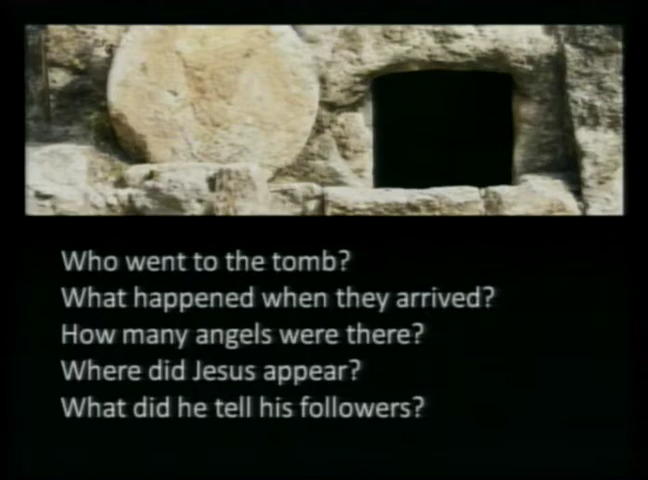 Who went to the tomb?
What happened when they arrived?
How many angels were there?
Where did Jesus appear?
What did he tell his followers?